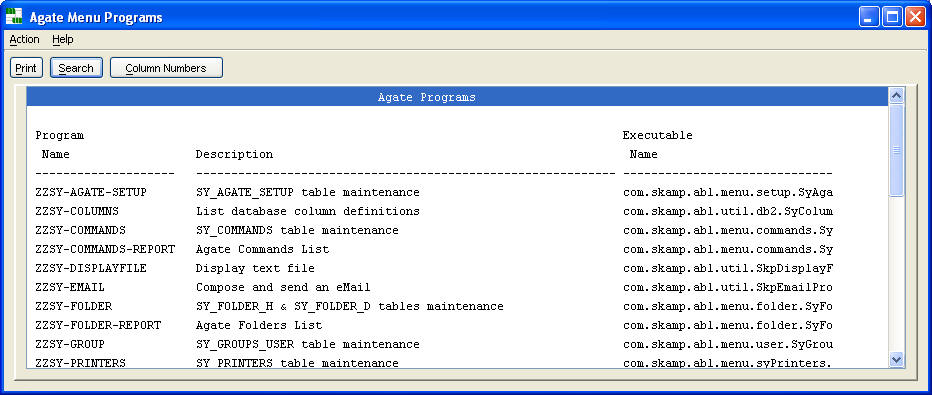 Agate Menu Programs
Action Help
Print Search Column Numbers
Agate Programs
Program Executable
Name Description Name
-------------------- ------------------------------------------------------------ ------------------------------
ZZSY-AGATE-SETUP SY_AGATE_SETUP table maintenance com.skamp.abl.menu.setup.SyAga
ZZSY-COLUMNS List database column definitions com.skamp.abl.util.db2.SyColum
ZZSY-COMMANDS SY_COMMANDS table maintenance com.skamp.abl.menu.commands.Sy
ZZSY-COMMANDS-REPORT Agate Commands List com.skamp.abl.menu.commands.Sy
ZZSY-DISPLAYFILE Display text file com.skamp.abl.util.SkpDisplayF
ZZSY-EMAIL Compose and send an eMail com.skamp.abl.util.SkpEmailPro
ZZSY-FOLDER SY_FOLDER_H & SY_FOLDER_D tables maintenance com.skamp.abl.menu.folder.SyFo
ZZSY-FOLDER-REPORT Agate Folders List com.skamp.abl.menu.folder.SyFo
ZZSY-GROUP SY_GROUPS_USER table maintenance com.skamp.abl.menu.user.SyGrou
ZZSY-PRINTERS SY_PRINTERS table maintenance com.skamp.abl.menu.syPrinters.